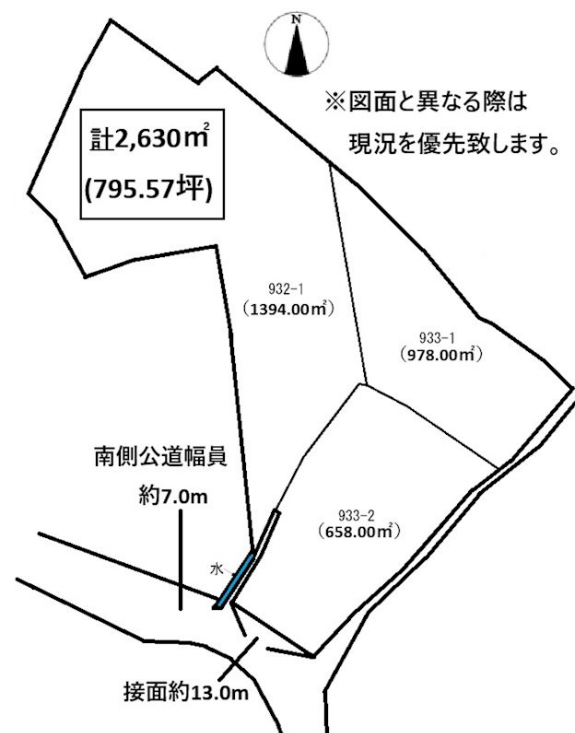 N
※図面と異なる際は
現況を優先致します。
計2,630㎡
(795.57坪)
932-1
(1394.00㎡)
933-1
(978.00㎡)
933-2
(658.00㎡)
南側公道幅員
約7.0m
水
接面約13.0m